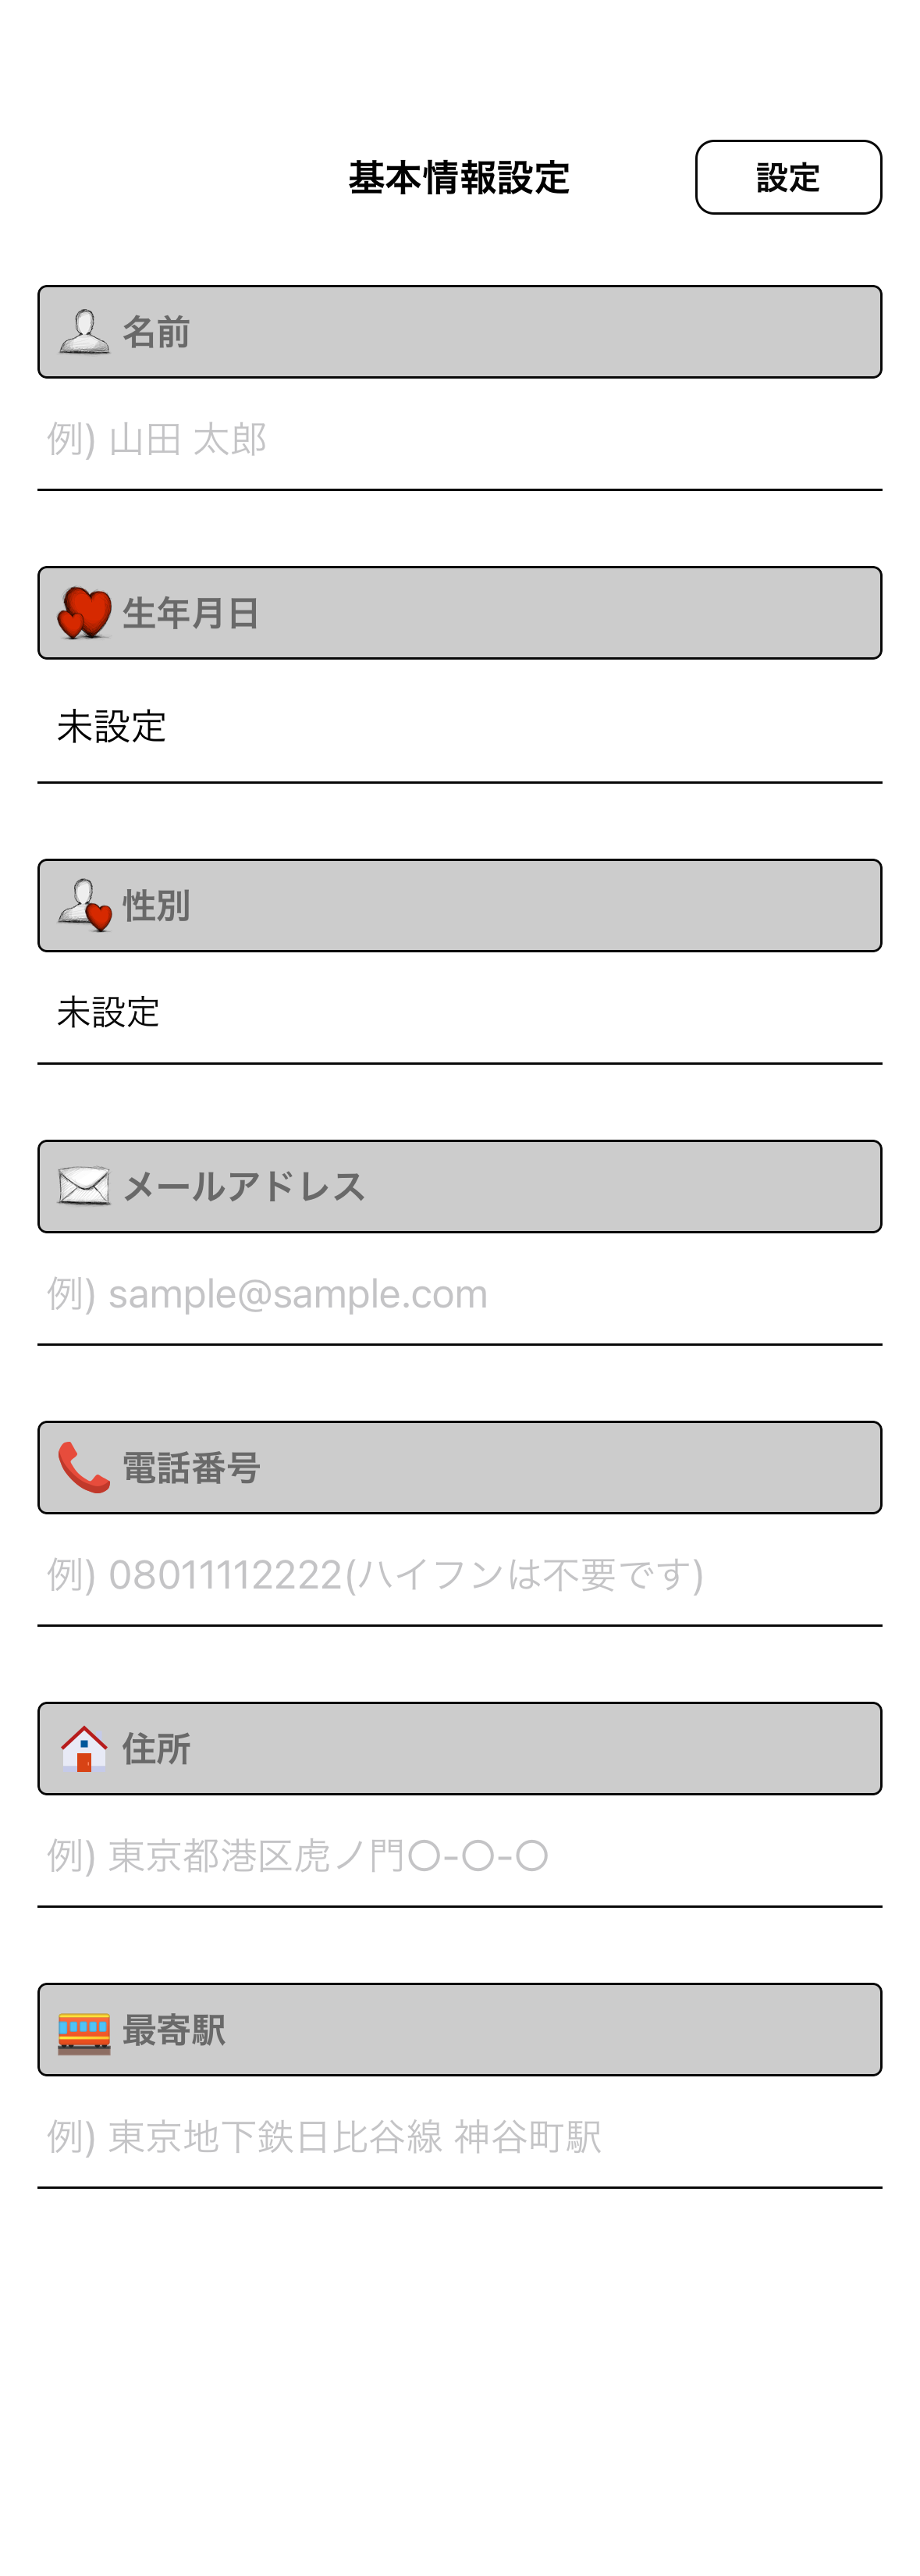 基本情報設定
設定
名前
例) 山田 太郎
生年月日
未設定
性別
未設定
メールアドレス
例) sample@sample.com
電話番号
例) 08011112222(ハイフンは不要です)
住所
例) 東京都港区虎ノ門〇-〇-〇
最寄駅
例) 東京地下鉄日比谷線 神谷町駅